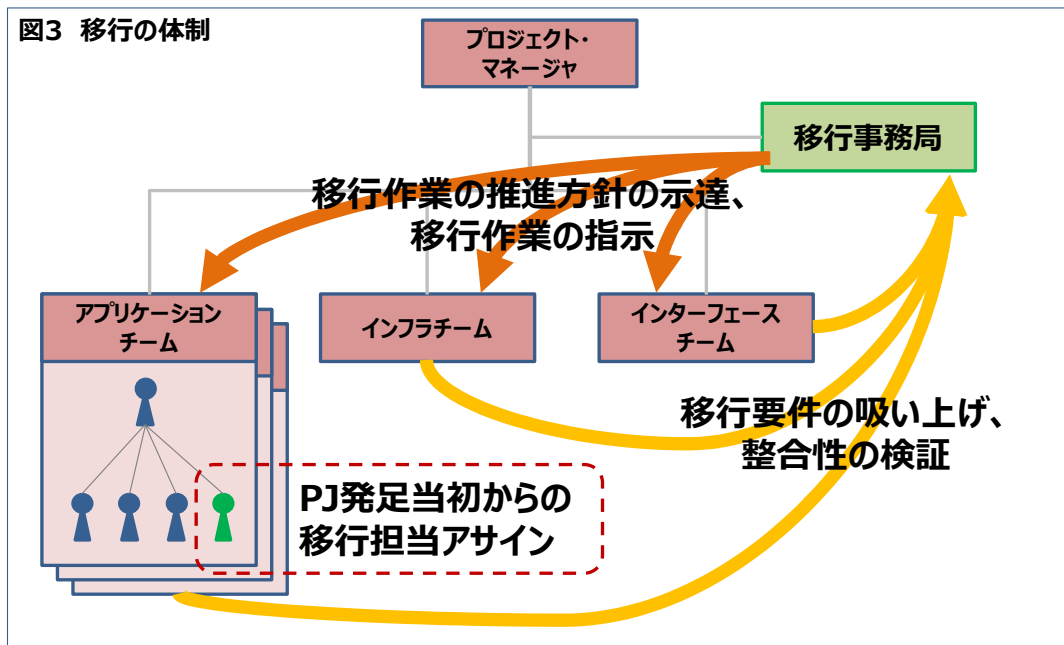 図3 移行の体制
プロジェクト・
マネージャ
移行事務局
移行作業の推進方針の示達、
移行作業の指示
アプリケーション
チーム
インフラチーム
インターフェース
チーム
移行要件の吸い上げ、
整合性の検証
PJ発足当初からの
移行担当アサイン